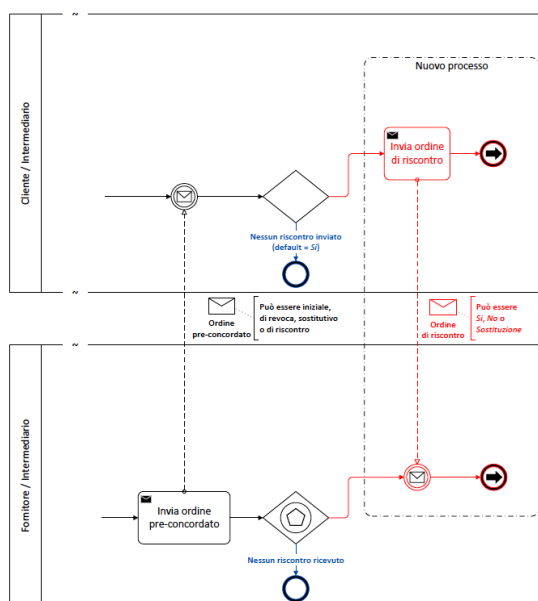 Cliente / Intermediario
~
~
Nuovo processo
Invia ordine
di riscontro
Nessun riscontro inviato
(default = Sì)
~
~
Ordine
pre-concordato
Può essere iniziale,
di revoca, sostitutivo
o di riscontro
Ordine
di riscontro
Può essere
Sì, No o
Sostituzione
Fornitore / Intermediario
Invia ordine
pre-concordato
Nessun riscontro ricevuto